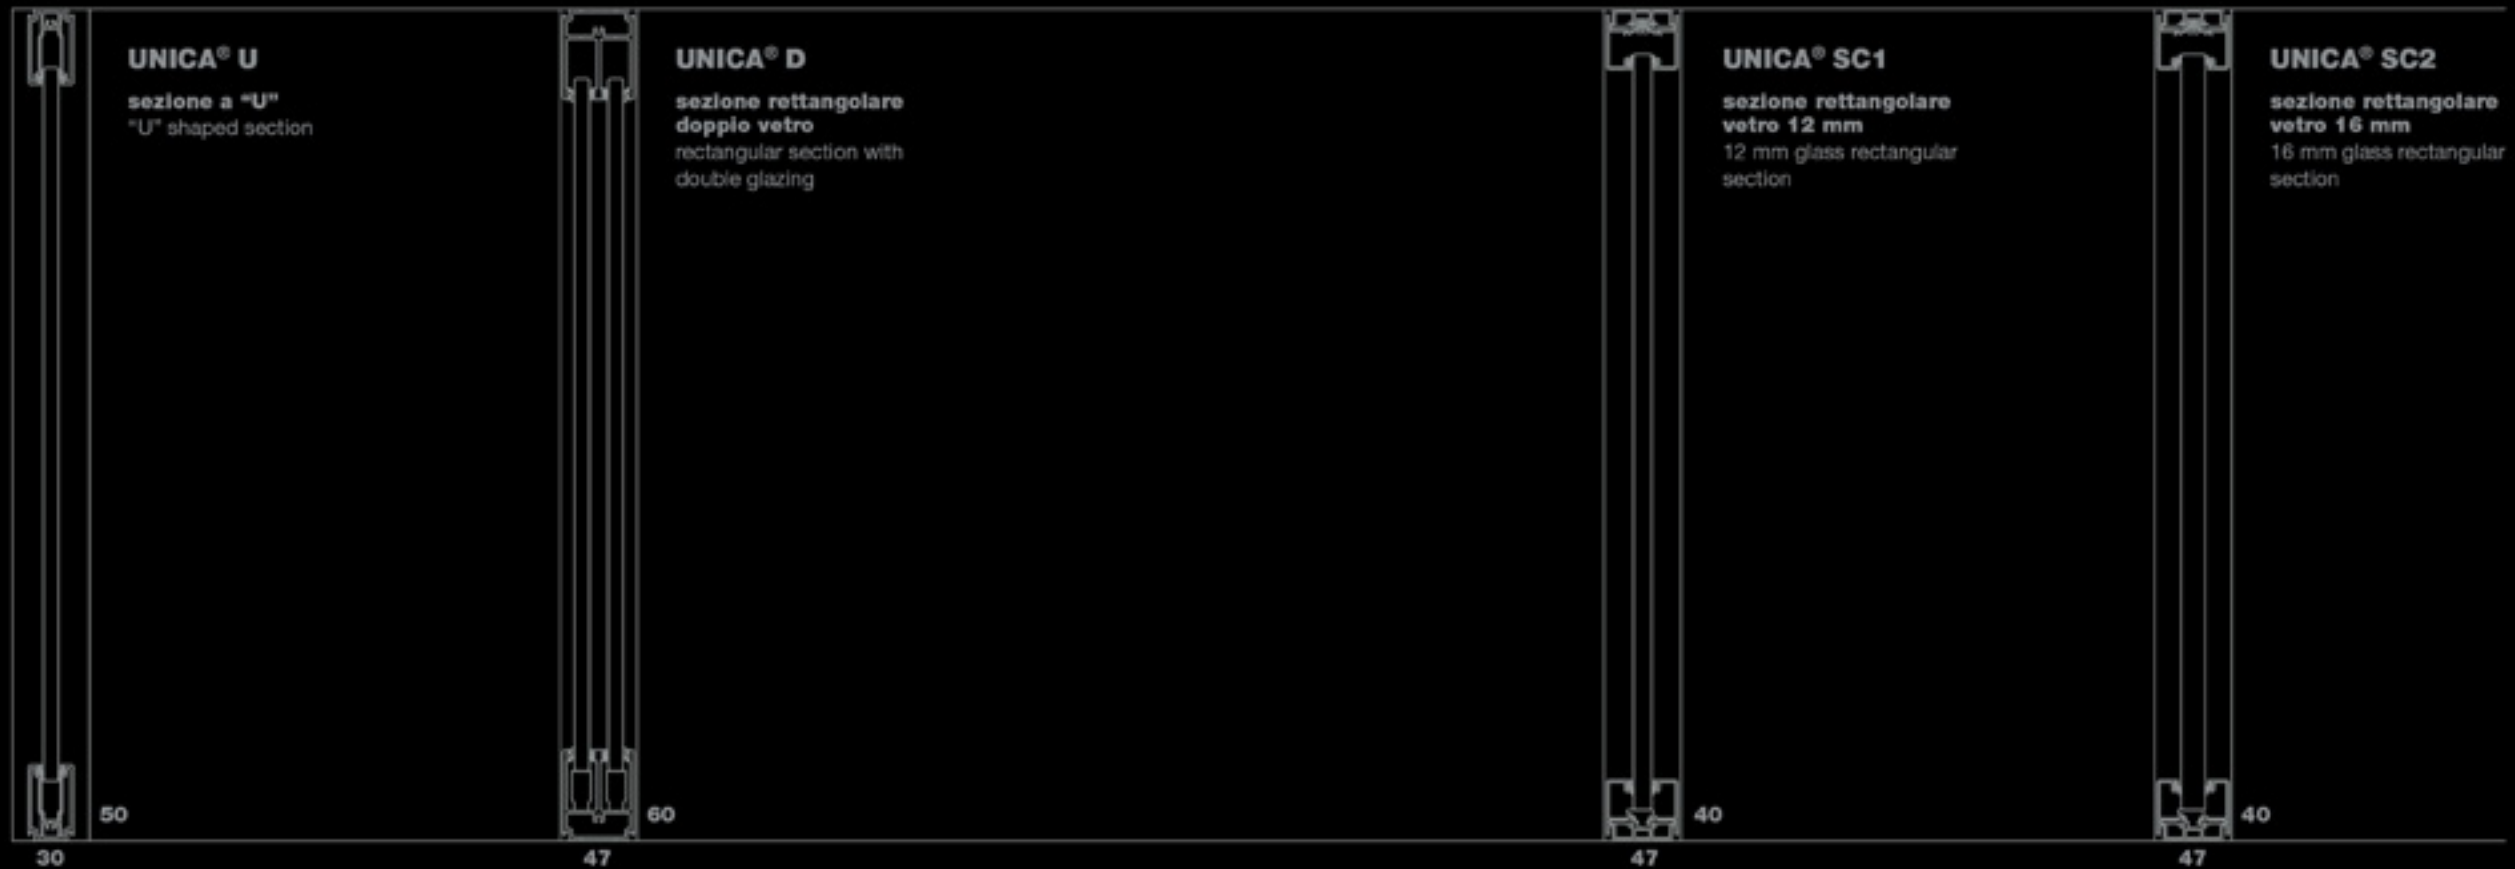 UNICA® U
sezione a “U”
“U” shaped section
50
30
UNICA® D
sezione rettangolare
doppio vetro
rectangular section with
double glazing
60
47
UNICA® SC1
sezione rettangolare
vetro 12 mm
12 mm glass rectangular
section
40
47
UNICA® SC2
sezione rettangolare
vetro 16 mm
16 mm glass rectangular
section
40
47